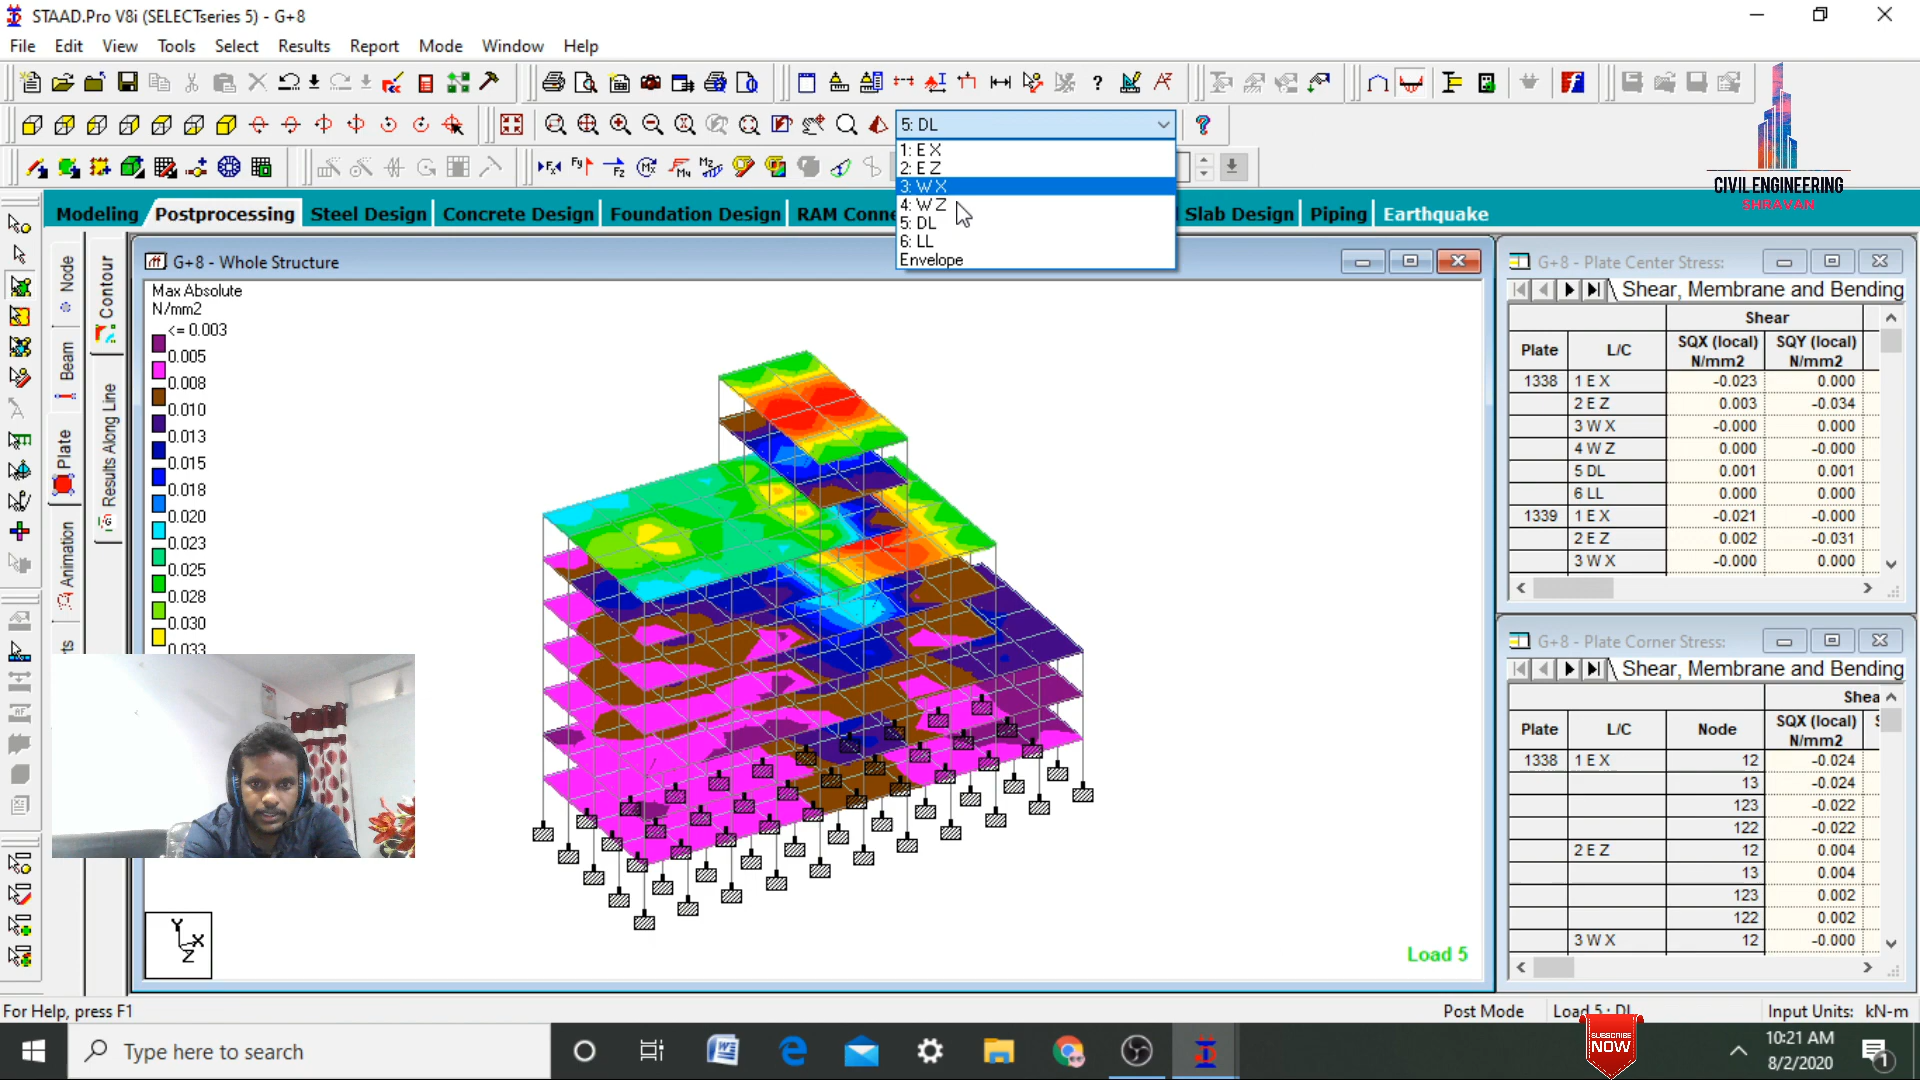 STAAD.Pro V8i (SELECTseries 5) - G+8
File Edit View Tools Select Results Report Mode Window Help
5: DL
1: E X
2: E Z
3: W X
4: W Z
5: DL
6: LL
Envelope
CIVIL ENGINEERING
SHRAVAN
Modeling Postprocessing Steel Design Concrete Design Foundation Design RAM Conne Slab Design Piping Earthquake
Node
Beam
Plate
Animation
Contour
Results Along Line
G+8 - Whole Structure
Max Absolute
N/mm2
<= 0.003
0.005
0.008
0.010
0.013
0.015
0.018
0.020
0.023
0.025
0.028
0.030
0.033
Y
X
Z
Load 5
G+8 - Plate Center Stress:
Shear, Membrane and Bending
Shear
Plate L/C SQX (local) N/mm2 SQY (local) N/mm2
1338 1 E X -0.023 0.000
2 E Z 0.003 -0.034
3 W X -0.000 0.000
4 W X 0.000 -0.000
5 DL 0.001 0.001
6 LL 0.000 0.000
1339 1 E X -0.021 -0.000
2 E Z 0.002 -0.031
3 W X -0.000 0.000
G+8 - Plate Corner Stress:
Shear, Membrane and Bending
Shea
Plate L/C Node SQX (local) N/mm2
1338 1 E X 12 -0.024
13 -0.024
123 -0.022
122 -0.022
2 E Z 12 0.004
13 0.004
123 0.002
122 0.002
3 W X 12 -0.000
For Help, press F1
Post Mode
Load 5 : DL
Input Units: kN-m
Type here to search
SUBSCRIBE
NOW
10:21 AM
8/2/2020
1